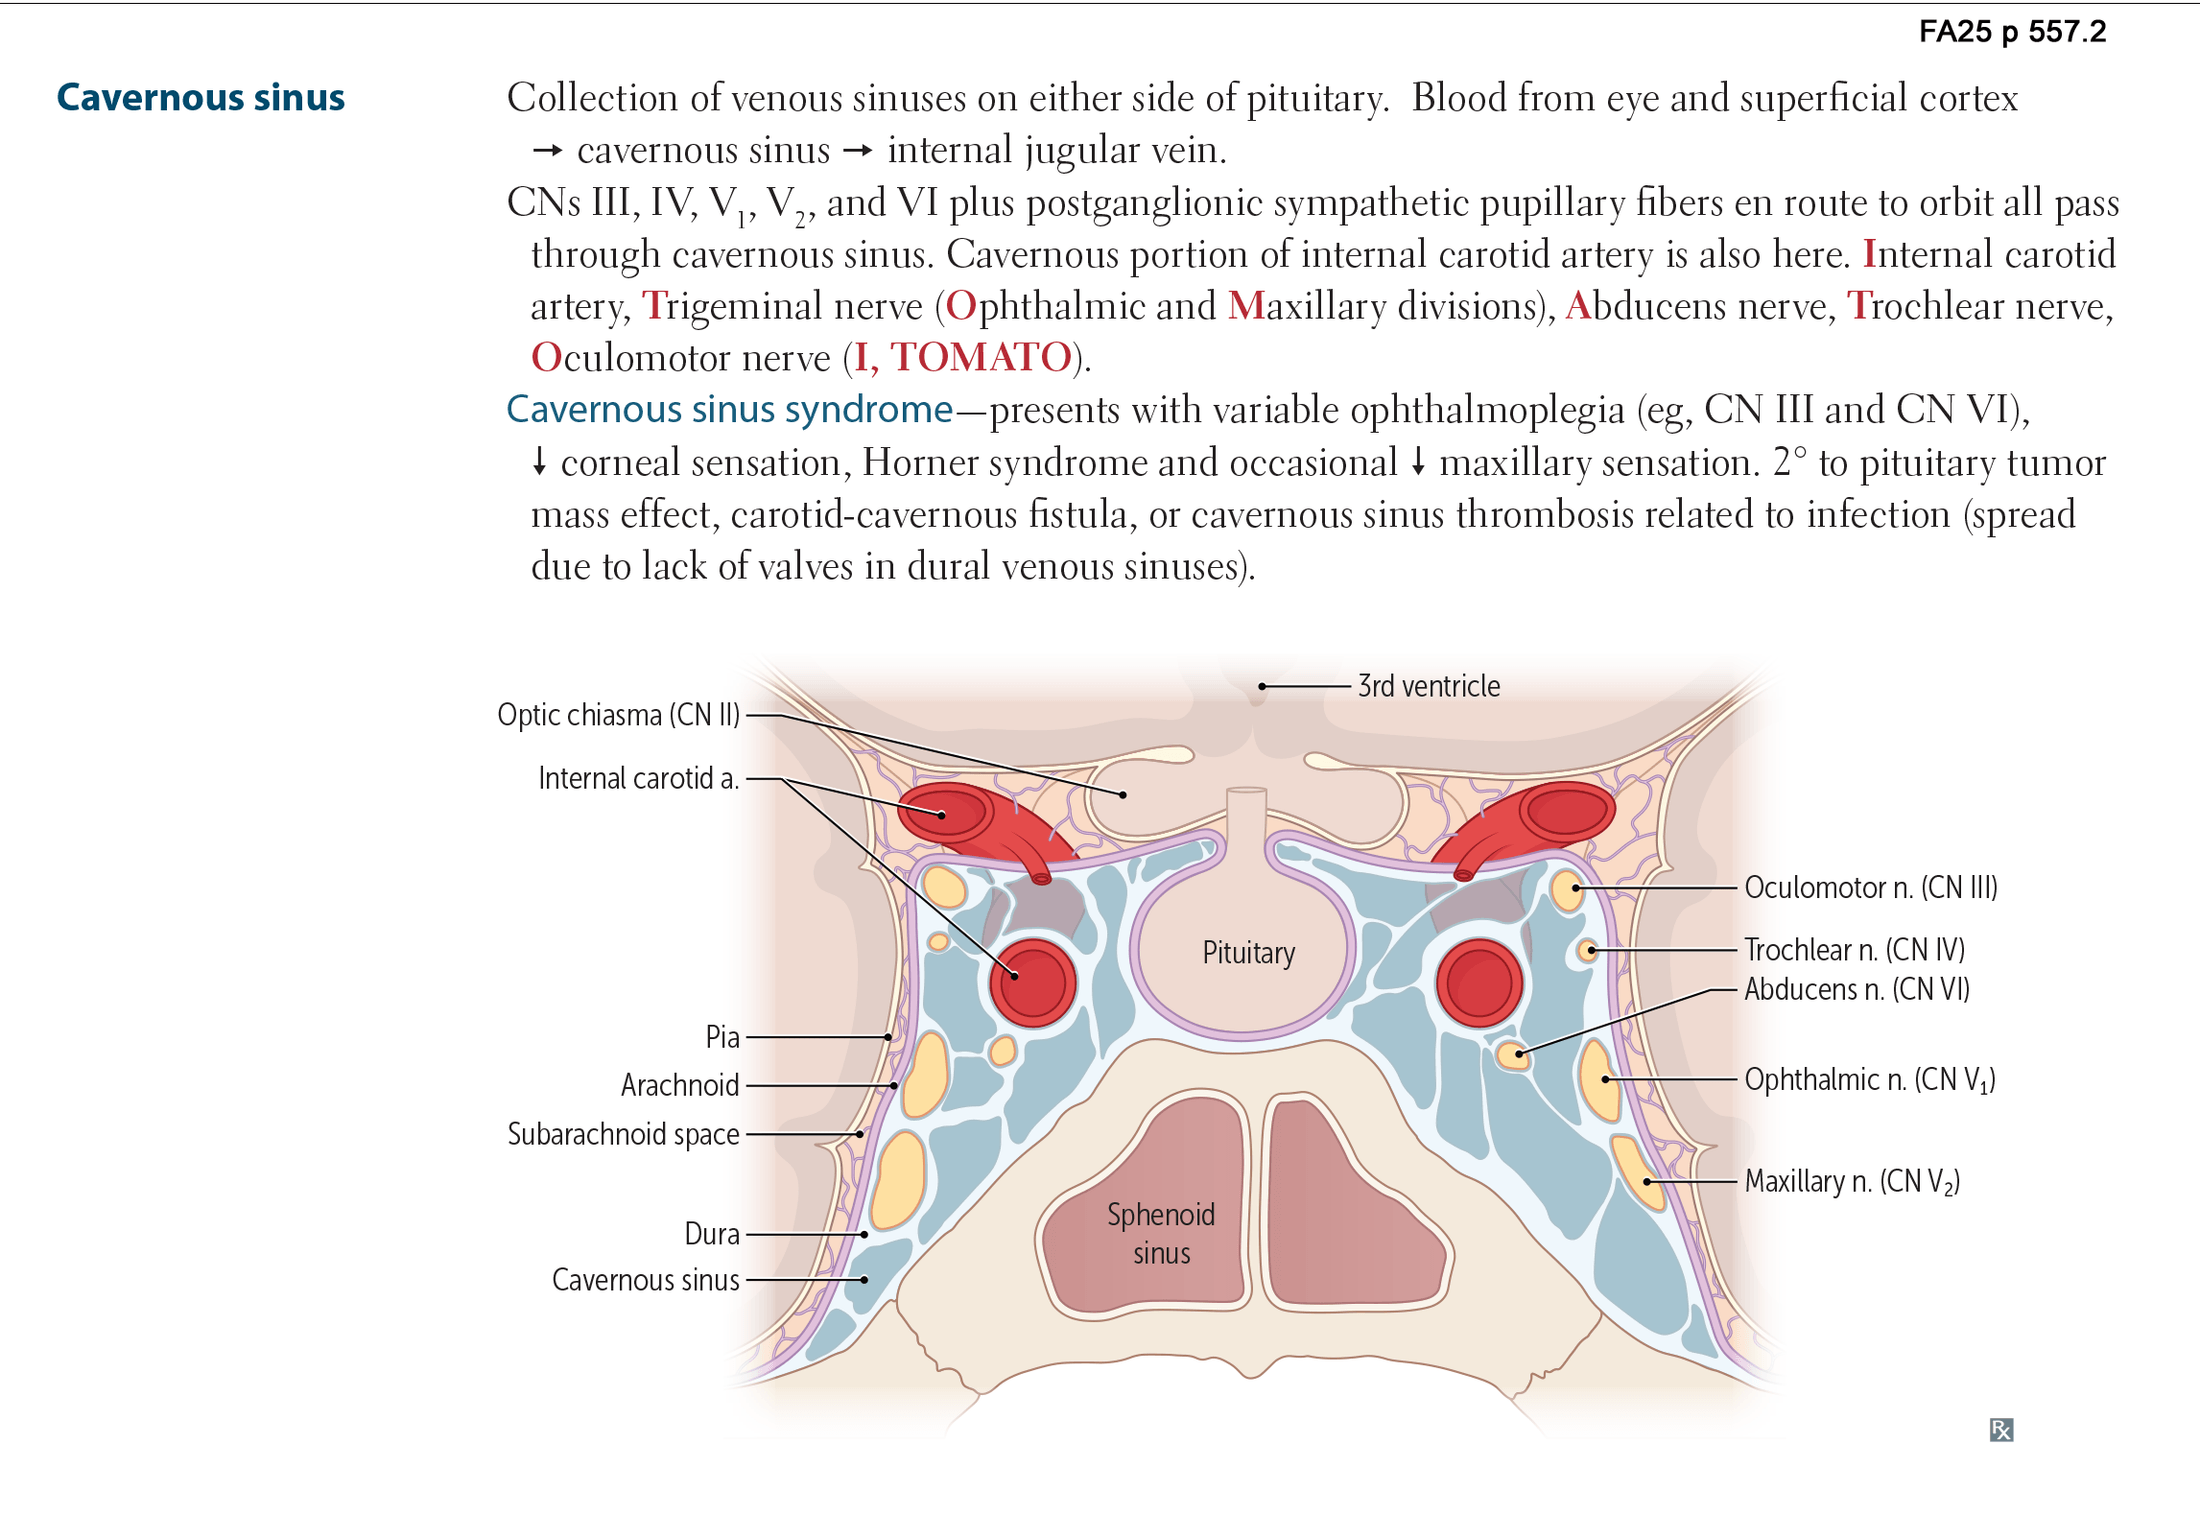 FA25 p 557.2
Cavernous sinus
Collection of venous sinuses on either side of pituitary. Blood from eye and superficial cortex
→ cavernous sinus → internal jugular vein.
CNs III, IV, V₁, V₂, and VI plus postganglionic sympathetic pupillary fibers en route to orbit all pass
through cavernous sinus. Cavernous portion of internal carotid artery is also here. Internal carotid
artery, Trigeminal nerve (Ophthalmic and Maxillary divisions), Abducens nerve, Trochlear nerve,
Oculomotor nerve (I, TOMATO).
Cavernous sinus syndrome—presents with variable ophthalmoplegia (eg, CN III and CN VI),
↓ corneal sensation, Horner syndrome and occasional ↓ maxillary sensation. 2° to pituitary tumor
mass effect, carotid-cavernous fistula, or cavernous sinus thrombosis related to infection (spread
due to lack of valves in dural venous sinuses).
3rd ventricle
Optic chiasma (CN II)
Internal carotid a.
Oculomotor n. (CN III)
Pituitary
Trochlear n. (CN IV)
Abducens n. (CN VI)
Pia
Arachnoid
Ophthalmic n. (CN V₁)
Subarachnoid space
Maxillary n. (CN V₂)
Sphenoid
sinus
Dura
Cavernous sinus
Rx